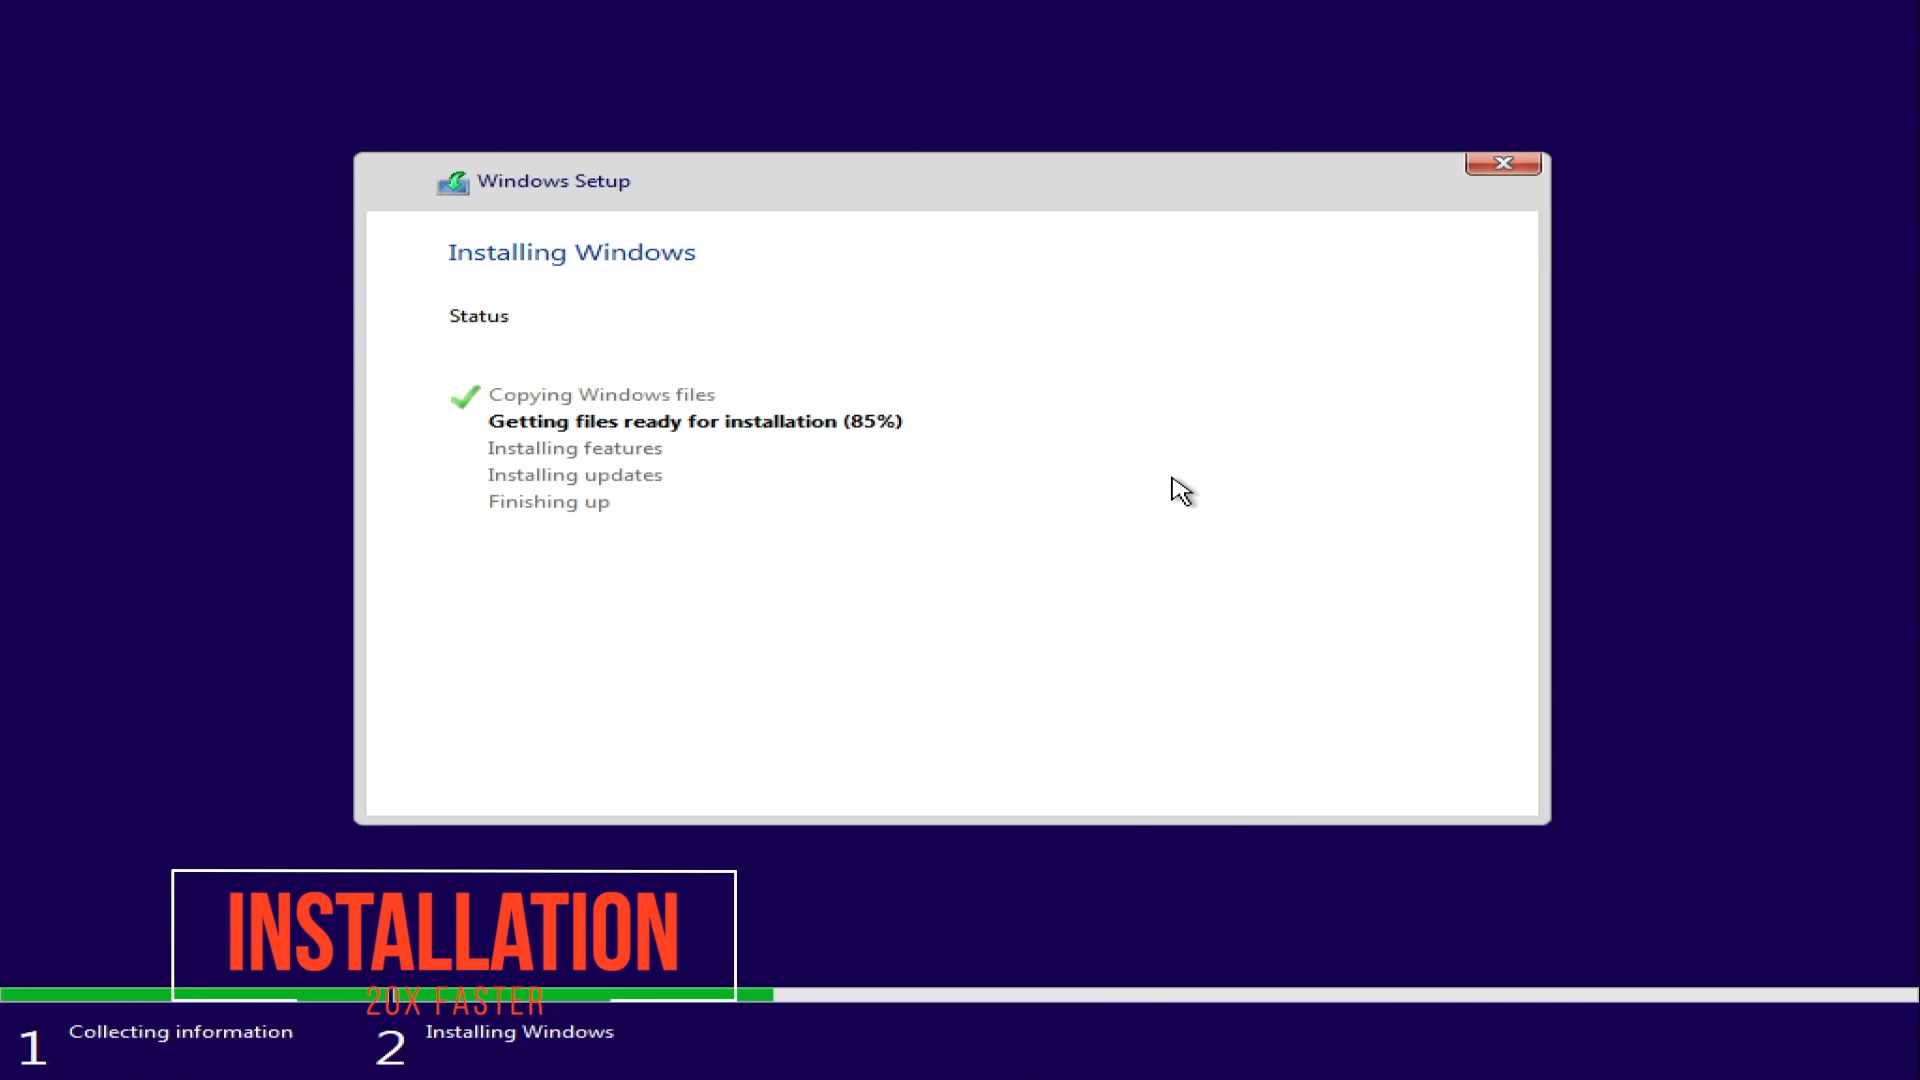 Windows Setup
Installing Windows
Status
Copying Windows files
Getting files ready for installation (85%)
Installing features
Installing updates
Finishing up
INSTALLATION
20X FASTER
1 Collecting information
2 Installing Windows